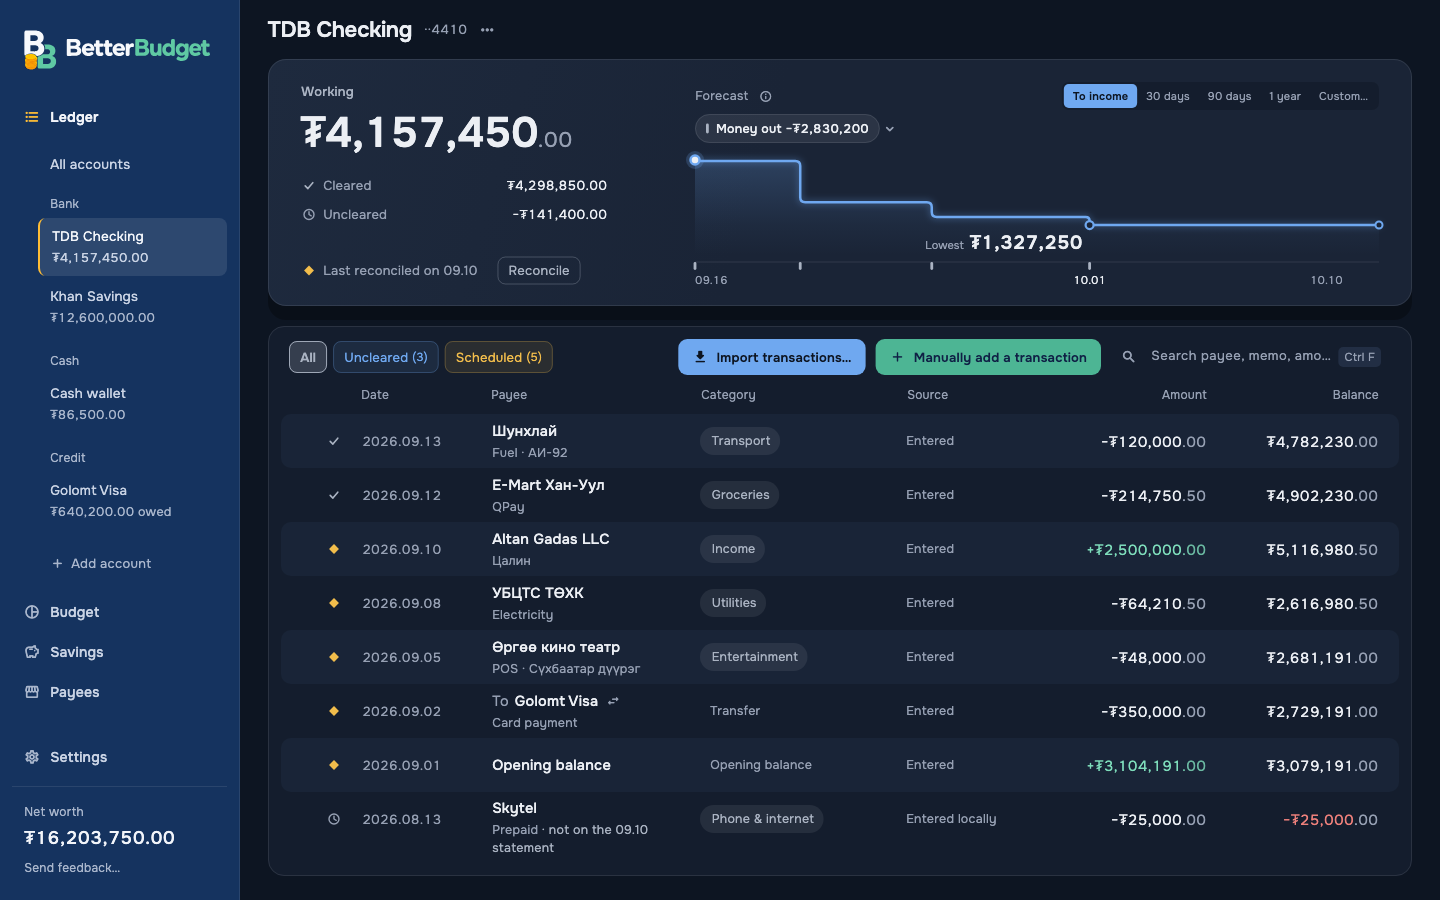 BetterBudget
Ledger
All accounts
Bank
TDB Checking
₮4,157,450.00
Khan Savings
₮12,600,000.00
Cash
Cash wallet
₮86,500.00
Credit
Golomt Visa
₮640,200.00 owed
+ Add account
Budget
Savings
Payees
Settings
Net worth
₮16,203,750.00
Send feedback...
TDB Checking ··4410 •••
Working
₮4,157,450.00
Cleared ₮4,298,850.00
Uncleared −₮141,400.00
Last reconciled on 09.10 Reconcile
Forecast
To income 30 days 90 days 1 year Custom...
Money out −₮2,830,200
Lowest ₮1,327,250
09.16 10.01 10.10
All Uncleared (3) Scheduled (5) Import transactions... + Manually add a transaction Search payee, memo, amo... Ctrl F
Date Payee Category Source Amount Balance
2026.09.13 Шунхлай Transport Entered −₮120,000.00 ₮4,782,230.00
Fuel · АИ-92
2026.09.12 E-Mart Хан-Уул Groceries Entered −₮214,750.50 ₮4,902,230.00
QPay
2026.09.10 Altan Gadas LLC Income Entered +₮2,500,000.00 ₮5,116,980.50
Цалин
2026.09.08 УБЦТС ТӨХК Utilities Entered −₮64,210.50 ₮2,616,980.50
Electricity
2026.09.05 Өргөө кино театр Entertainment Entered −₮48,000.00 ₮2,681,191.00
POS · Сүхбаатар дүүрэг
2026.09.02 To Golomt Visa Transfer Entered −₮350,000.00 ₮2,729,191.00
Card payment
2026.09.01 Opening balance Opening balance Entered +₮3,104,191.00 ₮3,079,191.00
2026.08.13 Skytel Phone & internet Entered locally −₮25,000.00 −₮25,000.00
Prepaid · not on the 09.10
statement